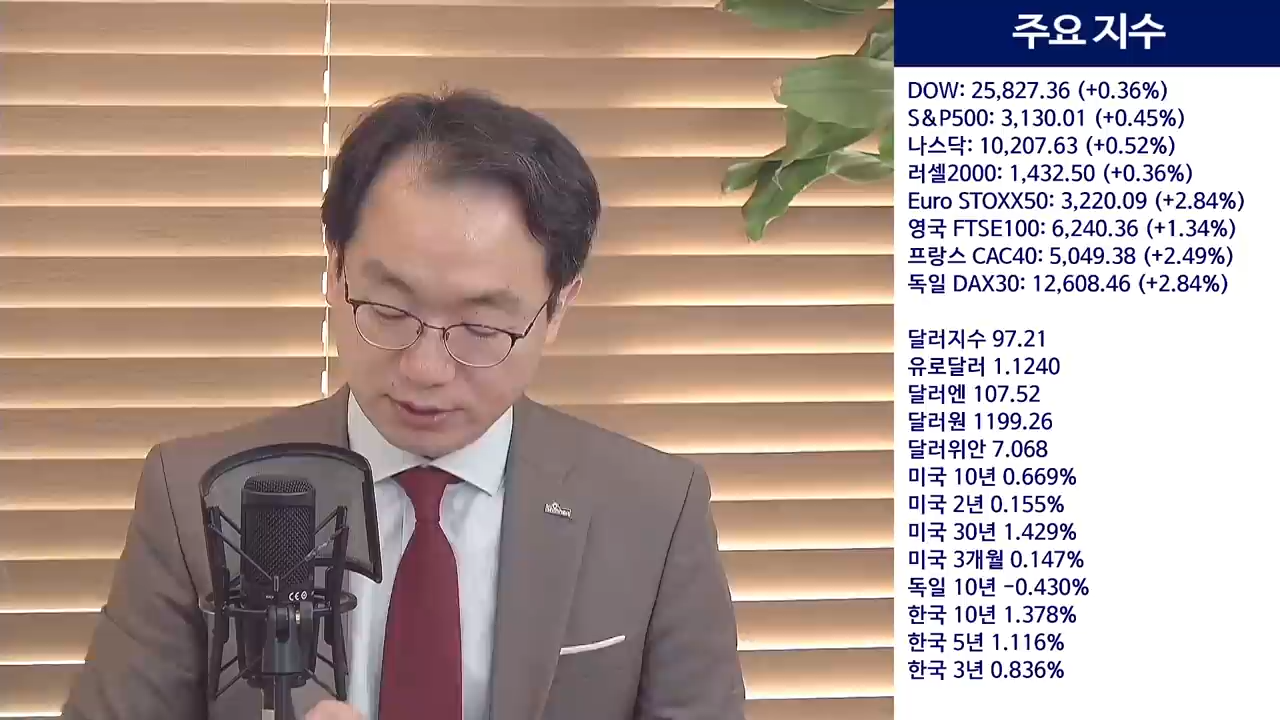 주요 지수
DOW: 25,827.36 (+0.36%)
S&P500: 3,130.01 (+0.45%)
나스닥: 10,207.63 (+0.52%)
러셀2000: 1,432.50 (+0.36%)
Euro STOXX50: 3,220.09 (+2.84%)
영국 FTSE100: 6,240.36 (+1.34%)
프랑스 CAC40: 5,049.38 (+2.49%)
독일 DAX30: 12,608.46 (+2.84%)
달러지수 97.21
유로달러 1.1240
달러엔 107.52
달러원 1199.26
달러위안 7.068
미국 10년 0.669%
미국 2년 0.155%
미국 30년 1.429%
미국 3개월 0.147%
독일 10년 -0.430%
한국 10년 1.378%
한국 5년 1.116%
한국 3년 0.836%
CE